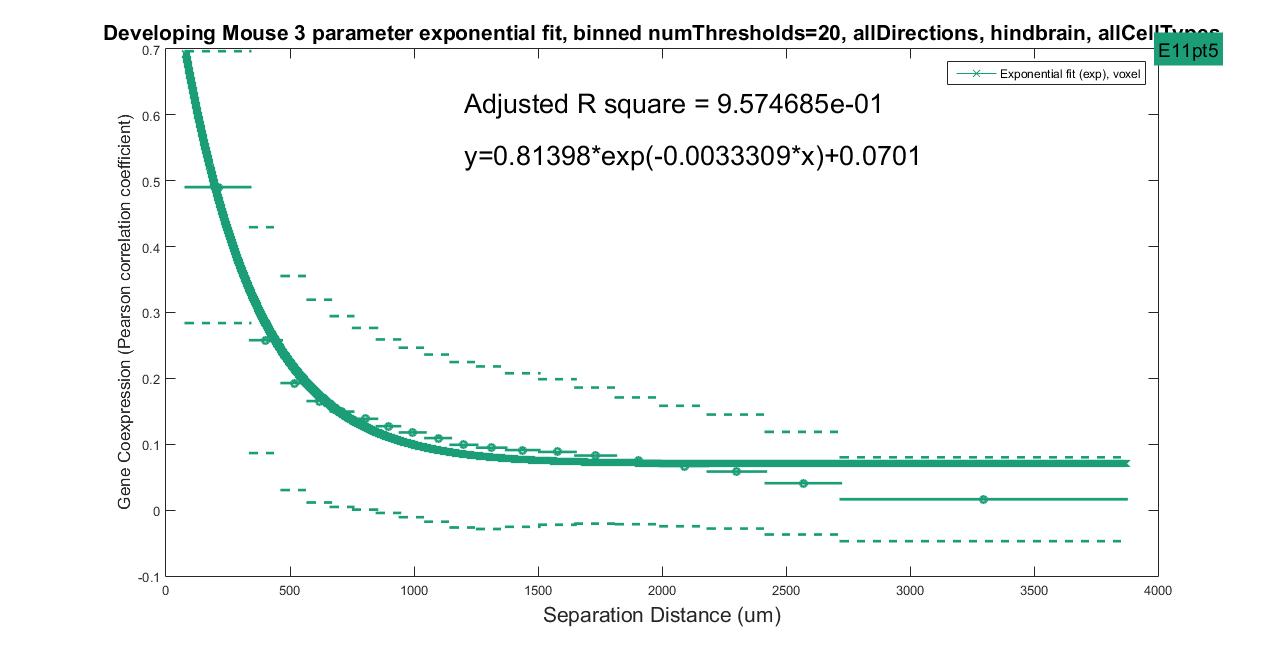 Developing Mouse 3 parameter exponential fit, binned numThresholds=20, allDirections, hindbrain,
E11pt5
Exponential fit (exp), voxel
Adjusted R square = 9.574685e-01
y=0.81398*exp(-0.0033309*x)+0.0701
Gene Coexpression (Pearson correlation coefficient)
0.7
0.6
0.5
0.4
0.3
0.2
0.1
0
-0.1
0 500 1000 1500 2000 2500 3000 3500 4000
Separation Distance (um)